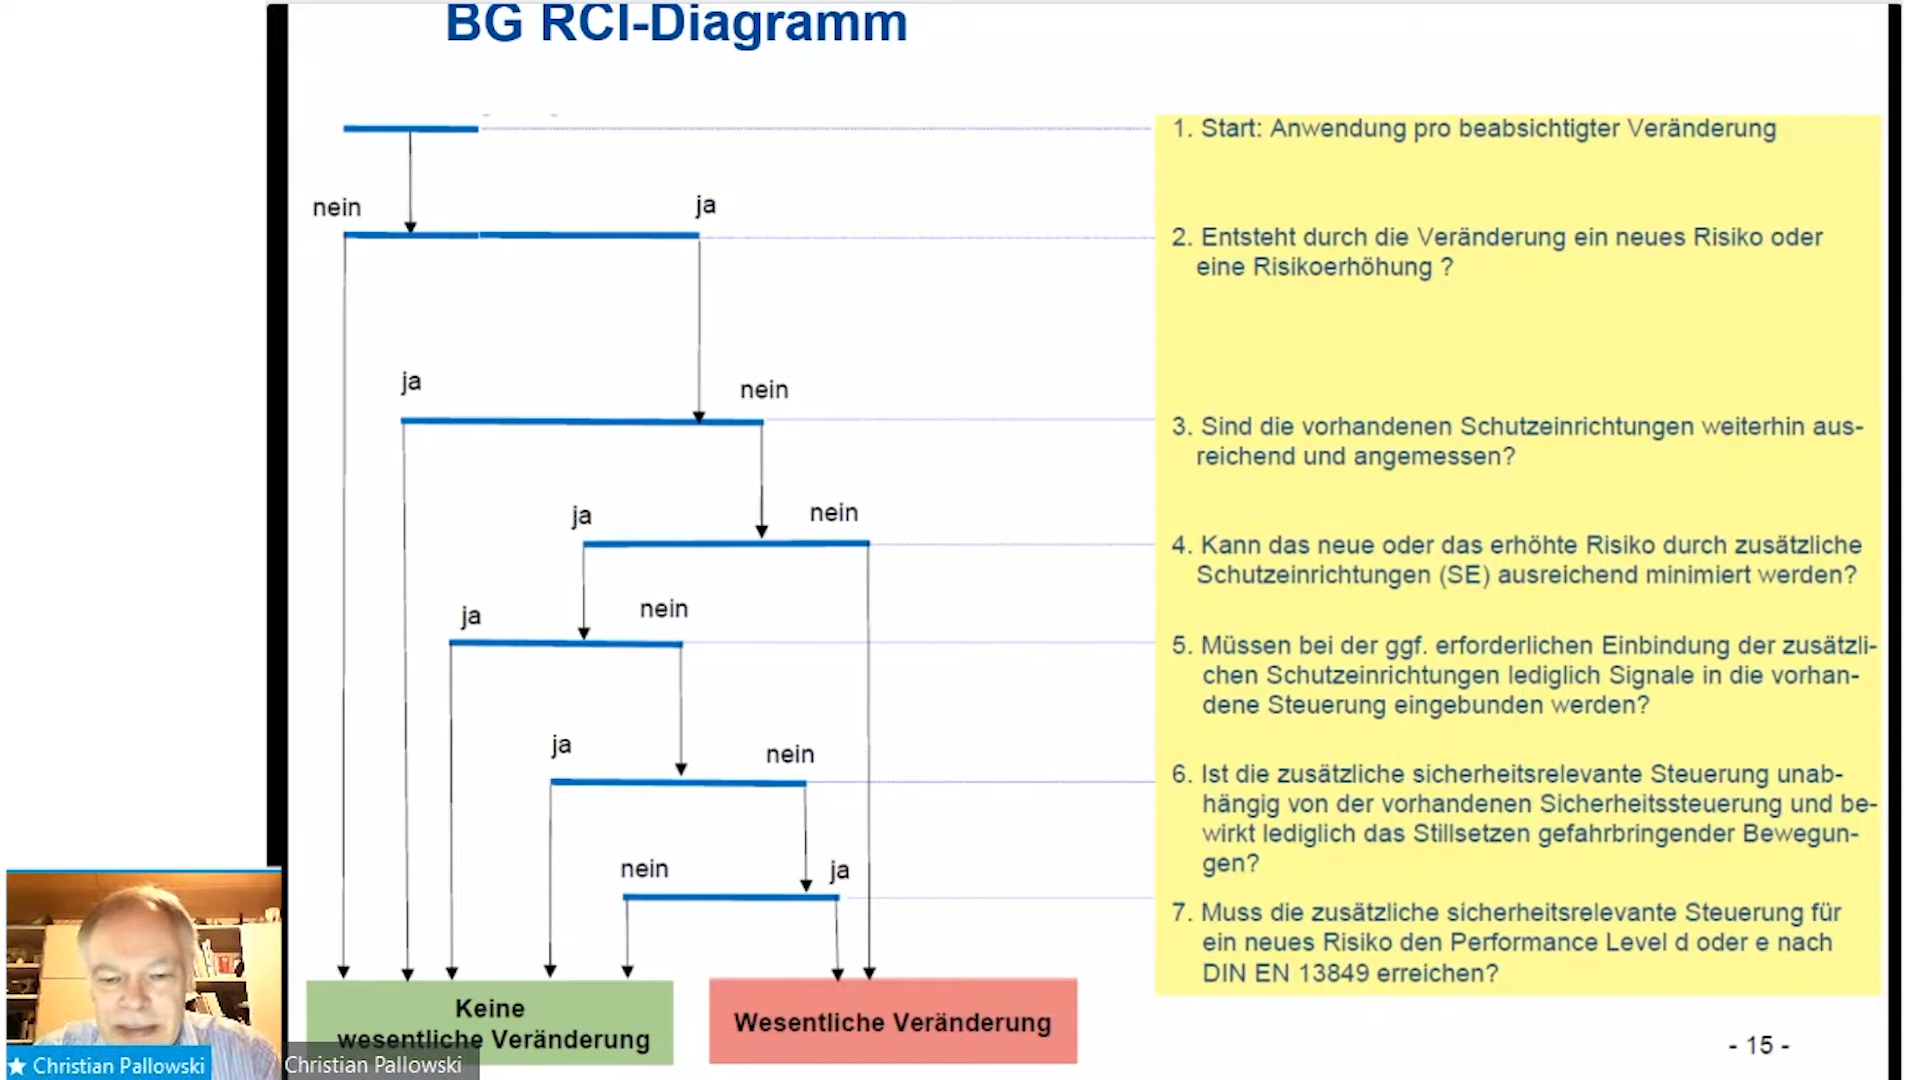 BG RCI-Diagramm
1. Start: Anwendung pro beabsichtigter Veränderung
nein
ja
2. Entsteht durch die Veränderung ein neues Risiko oder
eine Risikoerhöhung ?
ja
nein
3. Sind die vorhandenen Schutzeinrichtungen weiterhin aus-
reichend und angemessen?
ja
nein
4. Kann das neue oder das erhöhte Risiko durch zusätzliche
Schutzeinrichtungen (SE) ausreichend minimiert werden?
ja
nein
5. Müssen bei der ggf. erforderlichen Einbindung der zusätzli-
chen Schutzeinrichtungen lediglich Signale in die vorhan-
dene Steuerung eingebunden werden?
ja
nein
6. Ist die zusätzliche sicherheitsrelevante Steuerung unab-
hängig von der vorhandenen Sicherheitssteuerung und be-
wirkt lediglich das Stillsetzen gefahrbringender Bewegun-
gen?
nein
ja
7. Muss die zusätzliche sicherheitsrelevante Steuerung für
ein neues Risiko den Performance Level d oder e nach
DIN EN 13849 erreichen?
Keine
wesentliche Veränderung
Wesentliche Veränderung
- 15 -
Christian Pallowski
Christian Pallowski